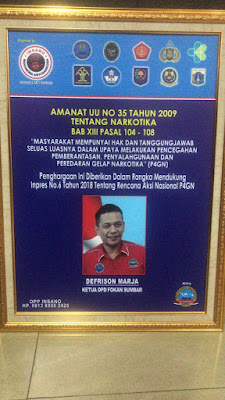 AMANAT UU NO 35 TAHUN 2009
TENTANG NARKOTIKA
BAB XIII PASAL 104 - 108
"MASYARAKAT MEMPUNYAI HAK DAN TANGGUNGJAWAB
SELUAS LUASNYA DALAM UPAYA MELAKUKAN PENCEGAHAN
PEMBERANTASAN, PENYALAHGUNAAN DAN
PEREDARAN GELAP NARKOTIKA" (P4GN)
Penghargaan Ini Diberikan Dalam Rangka Mendukung
Inpres No.6 Tahun 2018 Tentang Rencana Aksi Nasional P4GN
DEFRISON MARJA
KETUA DPD FOKAN SUMBAR
OPP INSANO